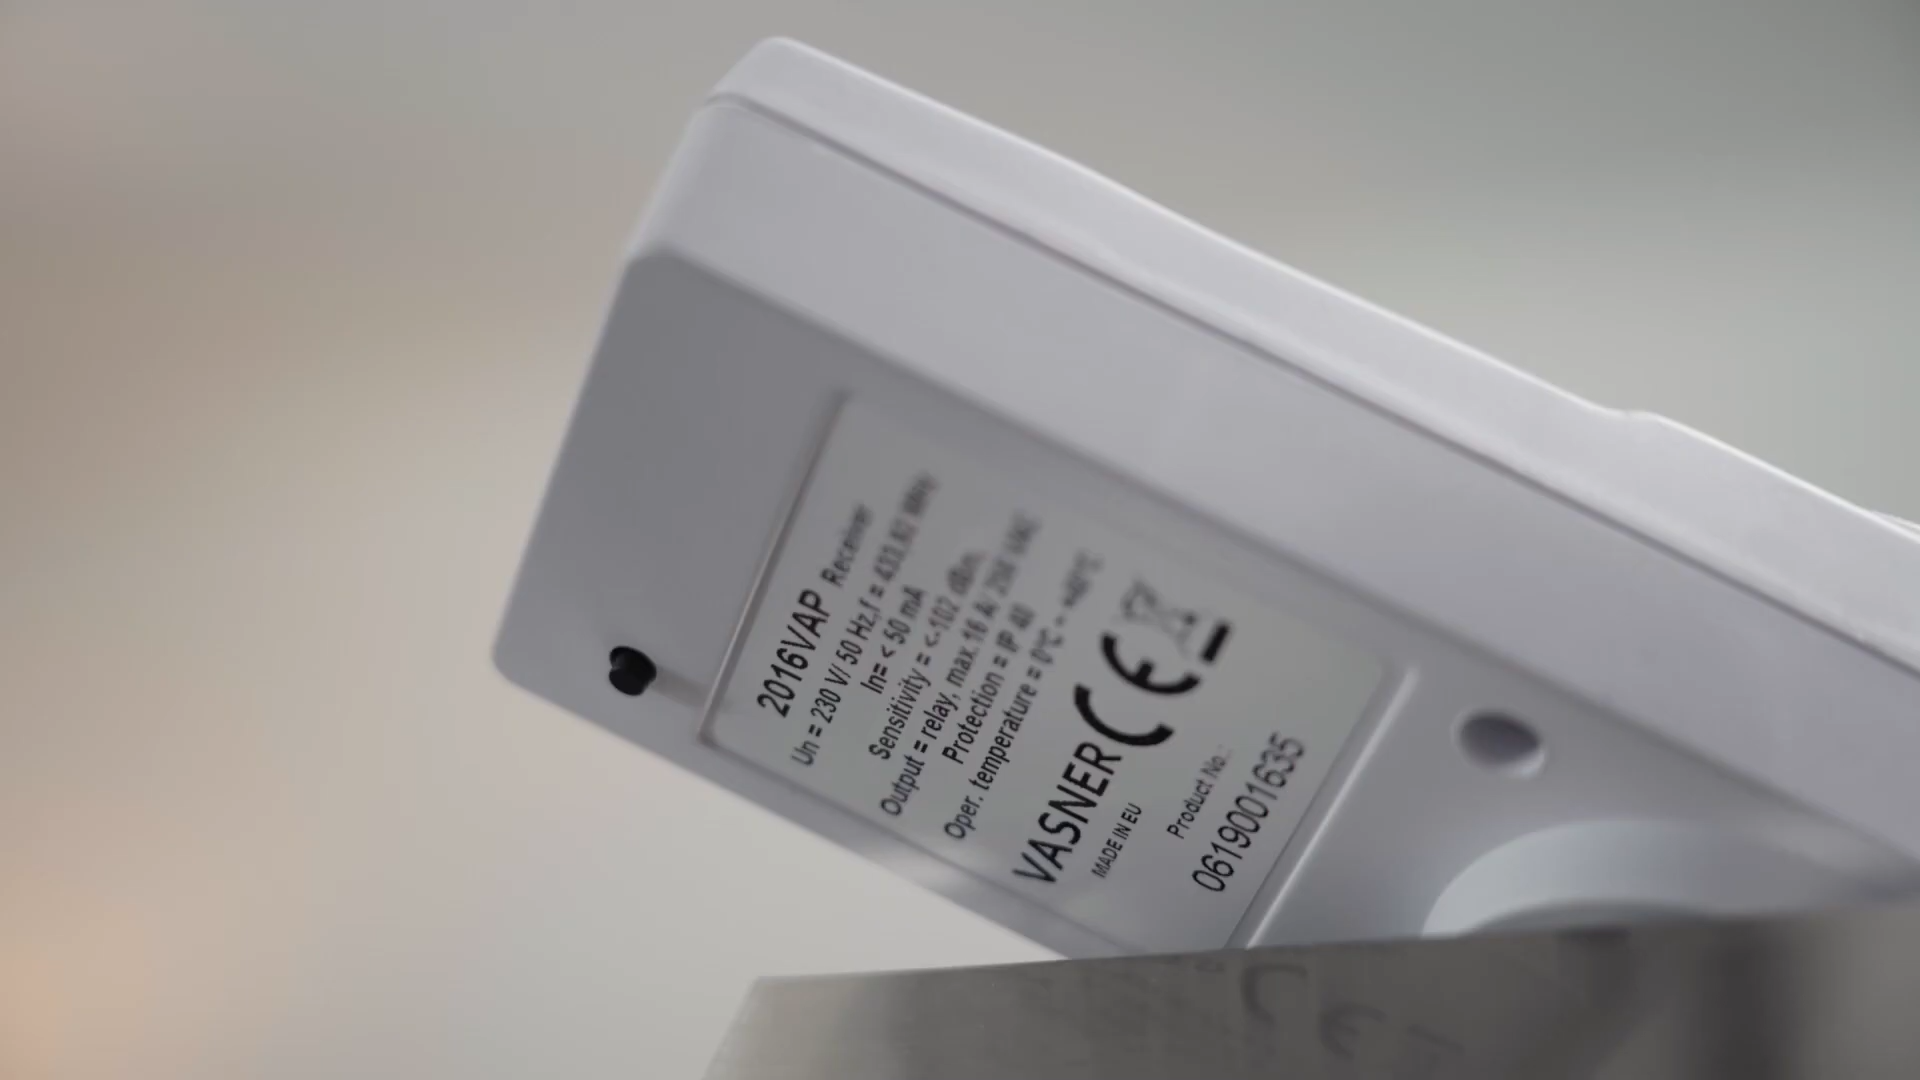 2016VAP Receiver
Un = 230 V/ 50 Hz,f = 433,92 MHz
In= < 50 mA
Sensitivity = <-102 dBm,
Output = relay, max.16 A/ 250 VAC
Protection = IP 40
Oper. temperature = 0°C - +40°C
VASNER CE
MADE IN EU
Product No.:
0619001635